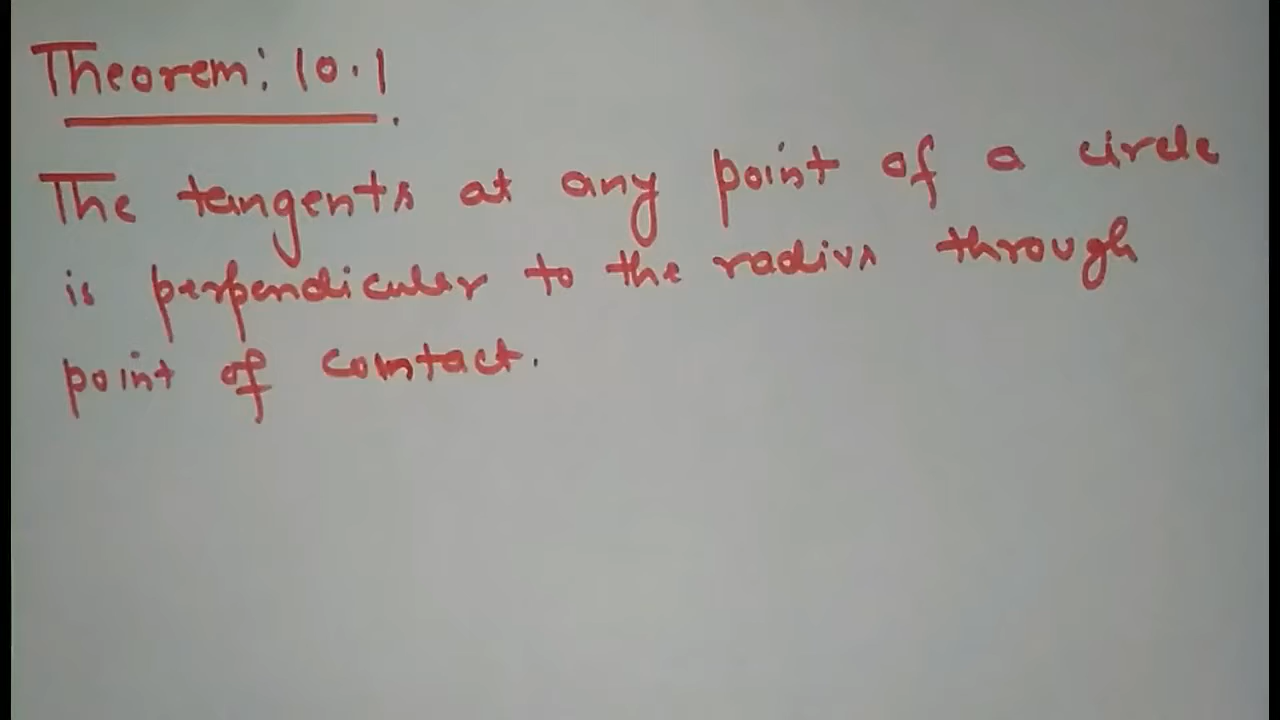 Theorem: 10.1.
The tangents at any point of a circle
is perpendicular to the radius through
point of contact.